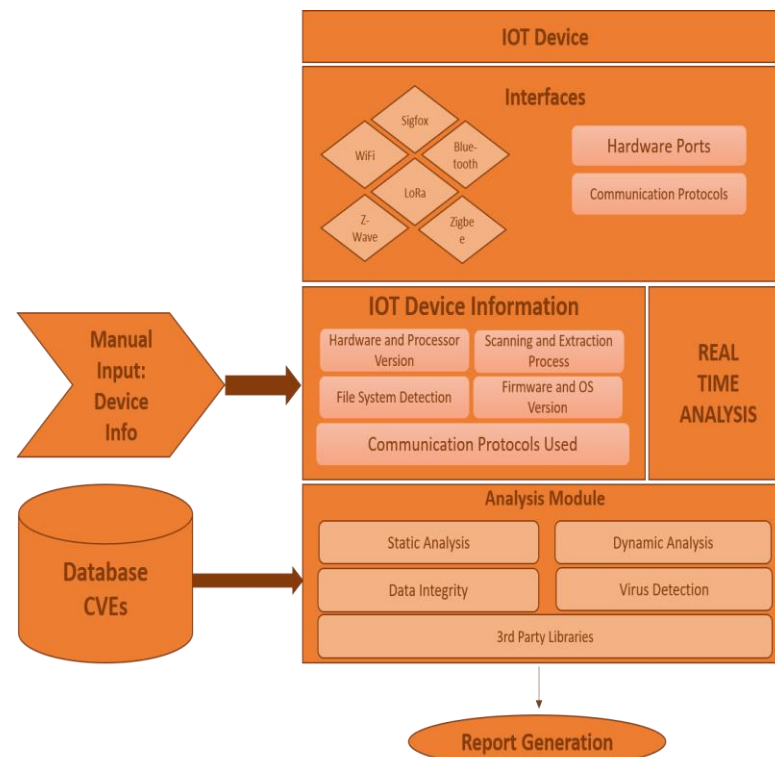 IOT Device
Interfaces
Sigfox
WiFi
Blue-
tooth
LoRa
Z-
Wave
Zigbe
e
Hardware Ports
Communication Protocols
Manual
Input:
Device
Info
IOT Device Information
Hardware and Processor
Version
Scanning and Extraction
Process
File System Detection
Firmware and OS
Version
Communication Protocols Used
REAL
TIME
ANALYSIS
Database
CVEs
Analysis Module
Static Analysis
Dynamic Analysis
Data Integrity
Virus Detection
3rd Party Libraries
Report Generation